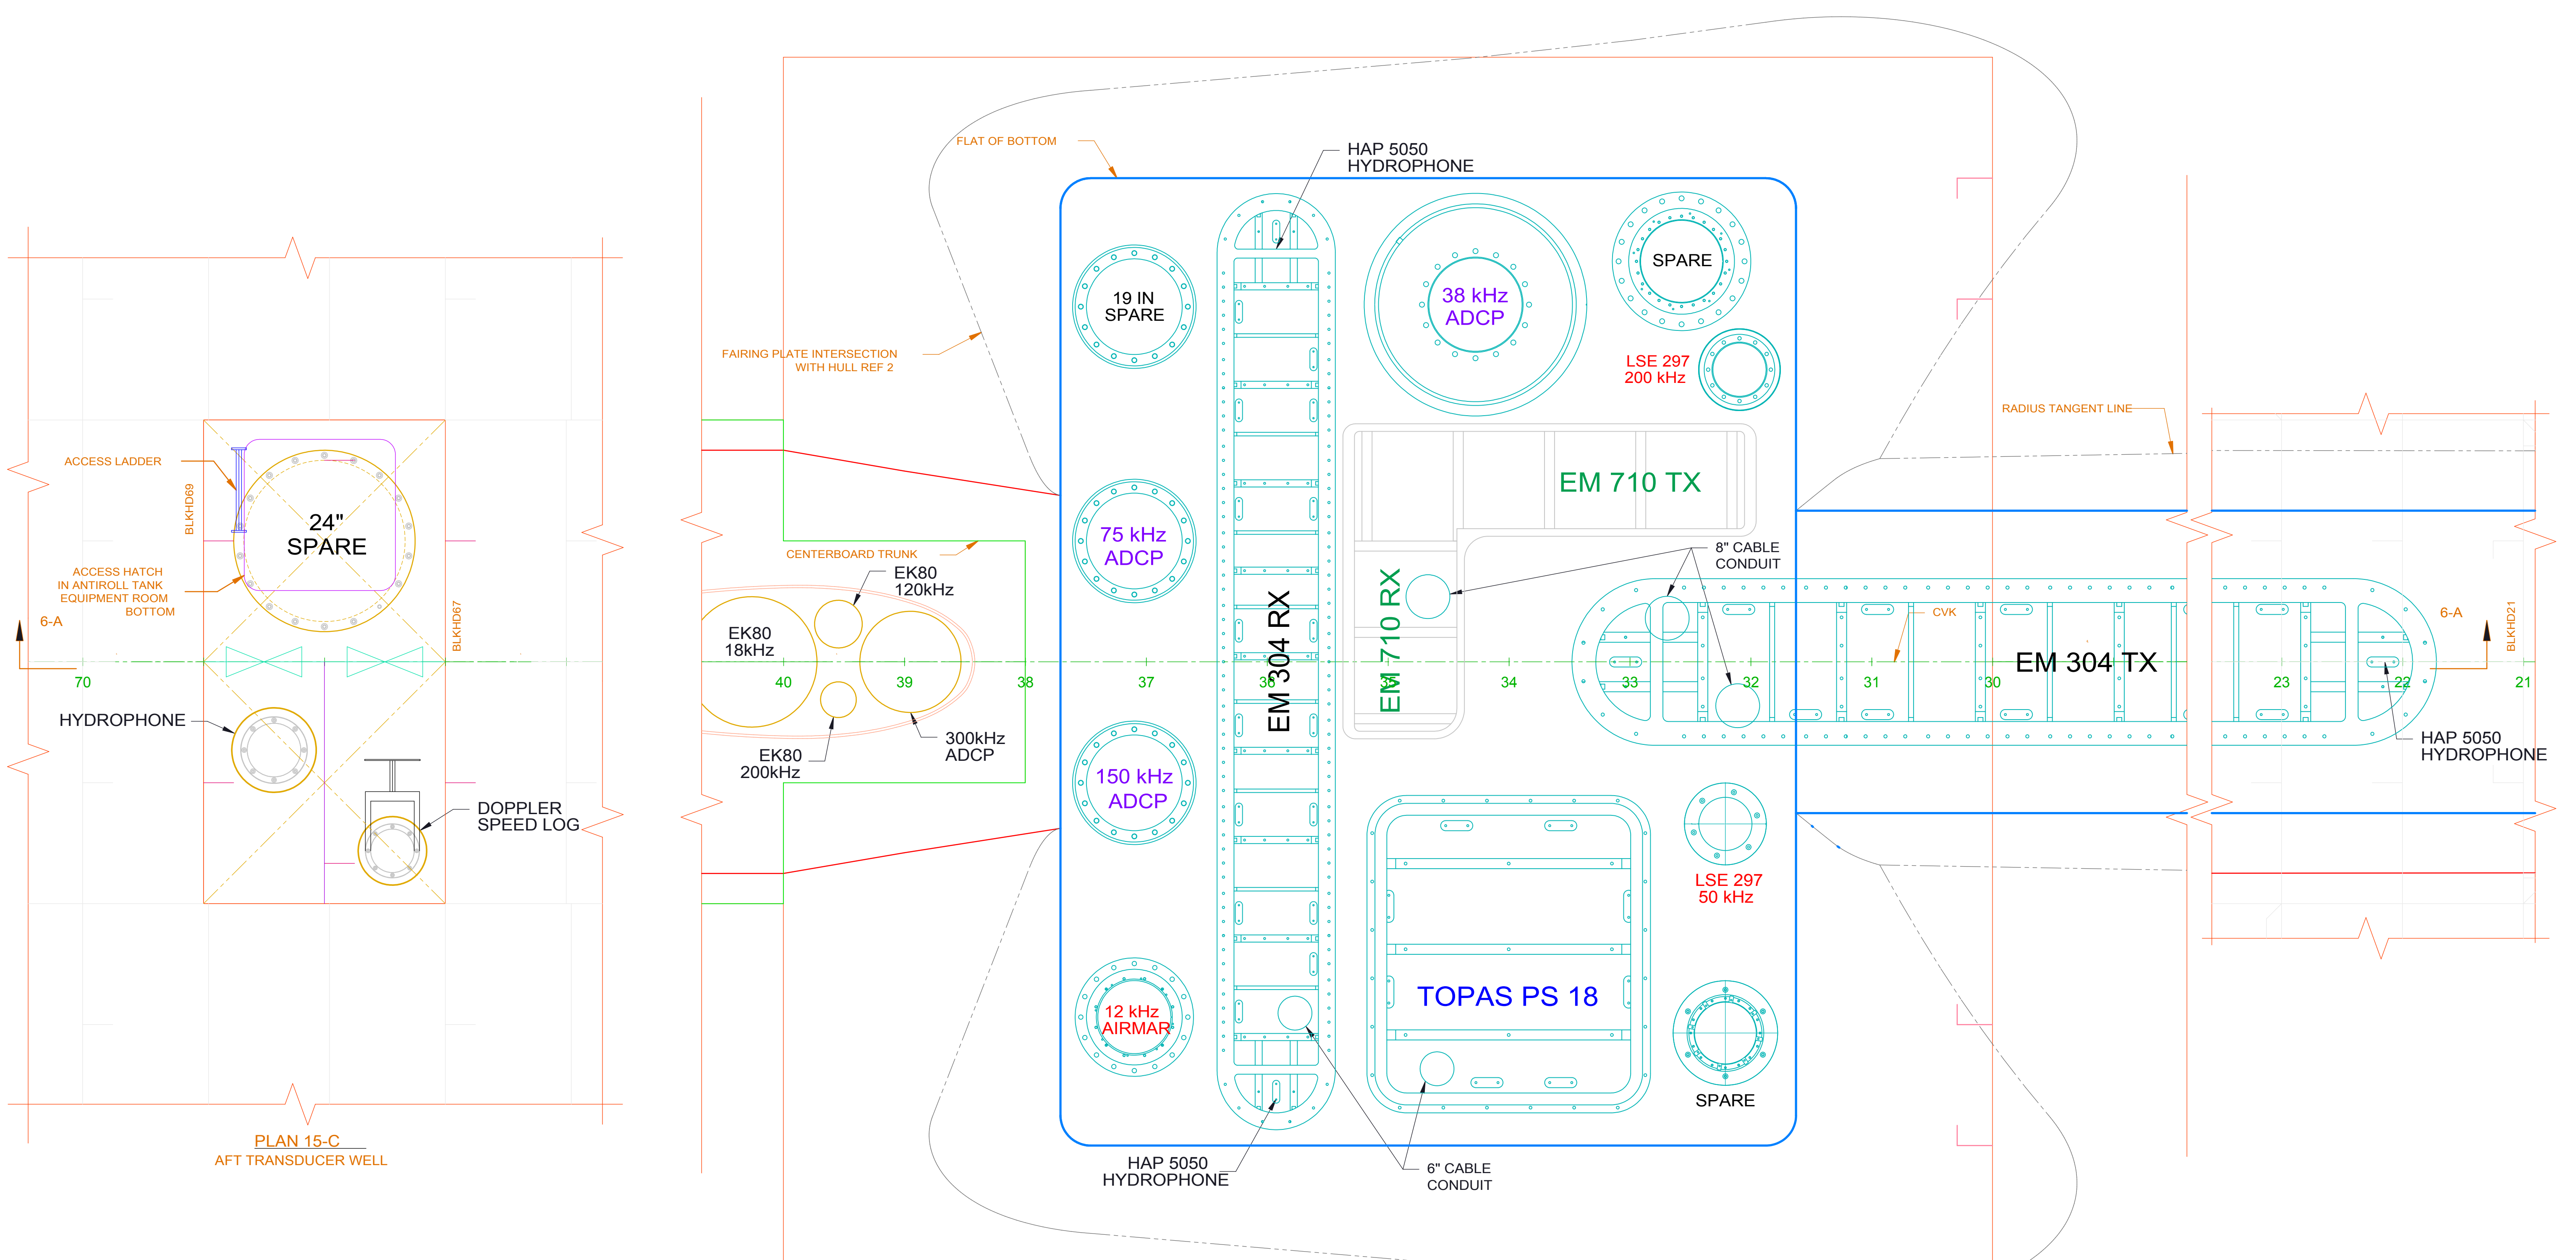 FLAT OF BOTTOM
HAP 5050
HYDROPHONE
19 IN
SPARE
38 kHz
ADCP
SPARE
FAIRING PLATE INTERSECTION
WITH HULL REF 2
LSE 297
200 kHz
RADIUS TANGENT LINE
ACCESS LADDER
BLKHD69
24"
SPARE
EM 710 TX
75 kHz
ADCP
CENTERBOARD TRUNK
8" CABLE
CONDUIT
ACCESS HATCH
IN ANTIROLL TANK
EQUIPMENT ROOM
BOTTOM
EK80
120kHz
6-A
BLKHD67
EK80
18kHz
EM 304 RX
EM 710 RX
CVK
EM 304 TX
6-A
BLKHD21
70
40
39
38
37
36
35
34
33
32
31
30
23
22
21
HYDROPHONE
EK80
200kHz
300kHz
ADCP
HAP 5050
HYDROPHONE
150 kHz
ADCP
DOPPLER
SPEED LOG
LSE 297
50 kHz
12 kHz
AIRMAR
TOPAS PS 18
SPARE
PLAN 15-C
AFT TRANSDUCER WELL
HAP 5050
HYDROPHONE
6" CABLE
CONDUIT